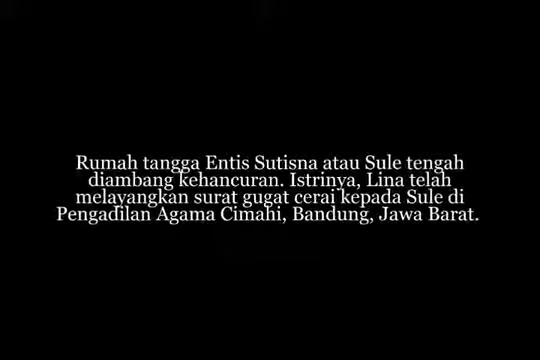 Rumah tangga Entis Sutisna atau Sule tengah
diambang kehancuran. Istrinya, Lina telah
melayangkan surat gugat cerai kepada Sule di
Pengadilan Agama Cimahi, Bandung, Jawa Barat.